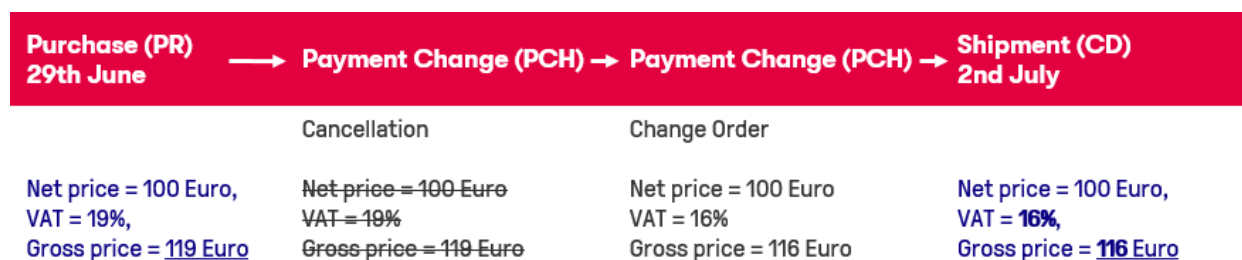 Purchase (PR)
29th June
Payment Change (PCH)
Payment Change (PCH)
Shipment (CD)
2nd July
Cancellation
Change Order
Net price = 100 Euro,
VAT = 19%,
Gross price = 119 Euro
Net price = 100 Euro
VAT = 19%
Gross price = 119 Euro
Net price = 100 Euro
VAT = 16%
Gross price = 116 Euro
Net price = 100 Euro,
VAT = 16%,
Gross price = 116 Euro